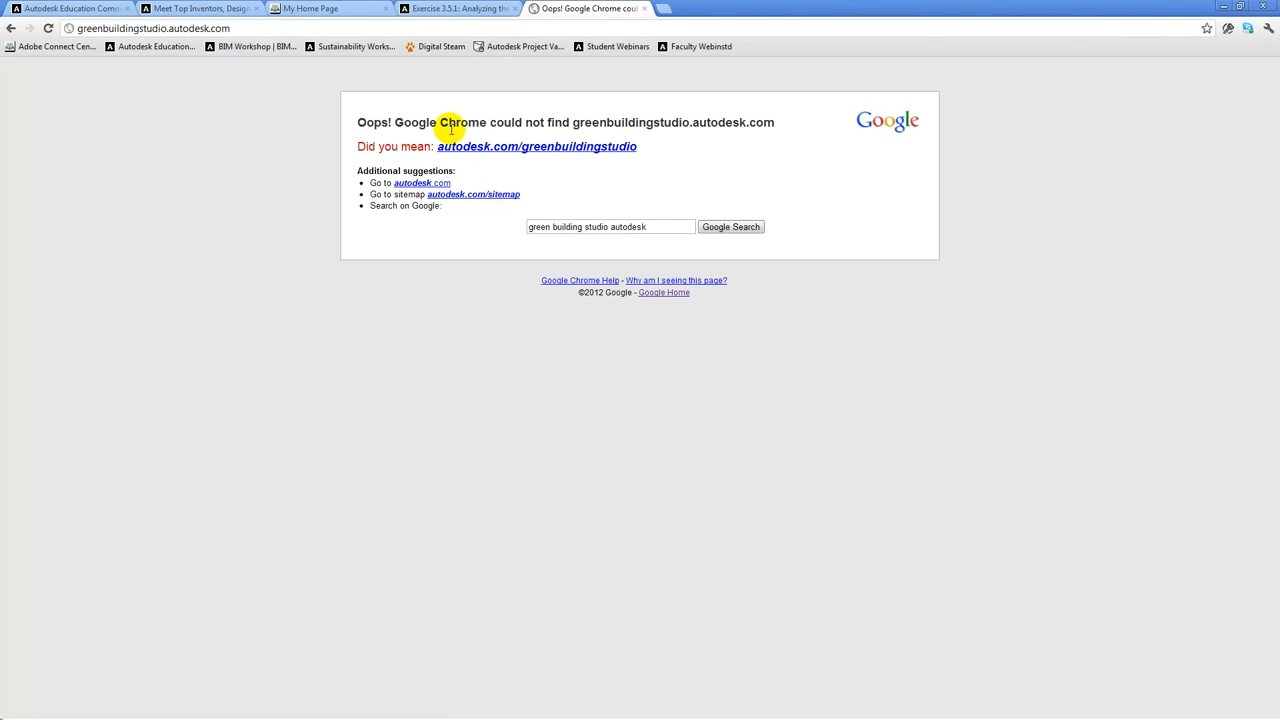 Autodesk Education Comm
Meet Top Inventors, Design
My Home Page
Exercise 3.5.1: Analyzing the
Oops! Google Chrome coul
greenbuildingstudio.autodesk.com
Adobe Connect Cen...
Autodesk Education...
BIM Workshop | BIM...
Sustainability Works...
Digital Steam
Autodesk Project Va...
Student Webinars
Faculty Webinstd
Oops! Google Chrome could not find greenbuildingstudio.autodesk.com
Google
Did you mean: autodesk.com/greenbuildingstudio
Additional suggestions:
Go to autodesk.com
Go to sitemap autodesk.com/sitemap
Search on Google:
green building studio autodesk
Google Search
Google Chrome Help - Why am I seeing this page?
©2012 Google - Google Home